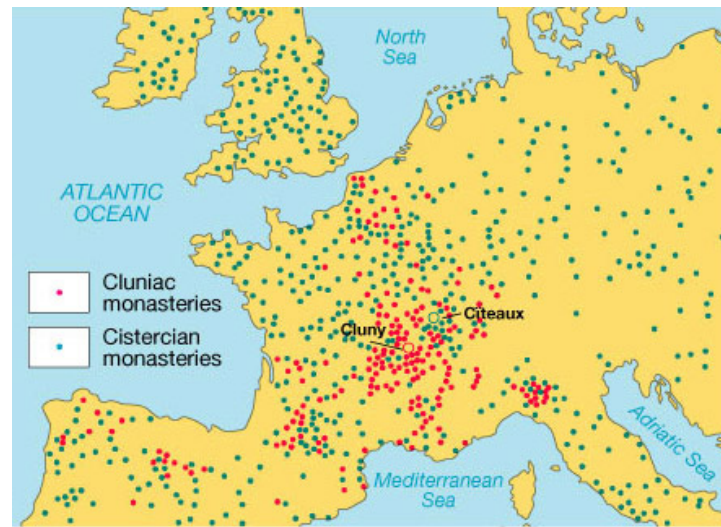 North
Sea
ATLANTIC
OCEAN
Cluniac
monasteries
Cistercian
monasteries
Citeaux
Cluny
Adriatic Sea
Mediterranean
Sea